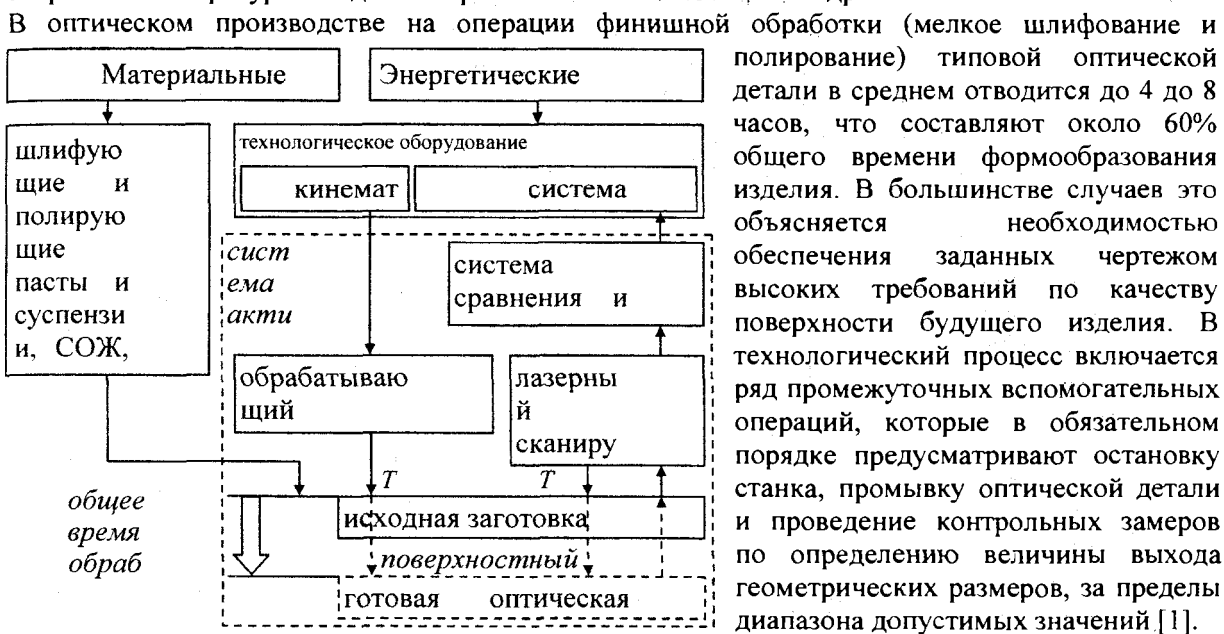 В оптическом производстве на операции финишной обработки (мелкое шлифование и
полирование) типовой оптической
детали в среднем отводится до 4 до 8
часов, что составляют около 60%
общего времени формообразования
изделия. В большинстве случаев это
объясняется необходимостью
обеспечения заданных чертежом
высоких требований по качеству
поверхности будущего изделия. В
технологический процесс включается
ряд промежуточных вспомогательных
операций, которые в обязательном
порядке предусматривают остановку
станка, промывку оптической детали
и проведение контрольных замеров
по определению величины выхода
геометрических размеров, за пределы
диапазона допустимых значений [1].
Материальные
Энергетические
шлифую
щие и
полирую
щие
пасты и
суспензи
и, СОЖ,
технологическое оборудование
кинемат
система
сист
ема
акти
система
сравнения и
обрабатываю
щий
лазерны
й
сканиру
T
T
общее
время
обраб
исходная заготовка
поверхностный
готовая оптическая